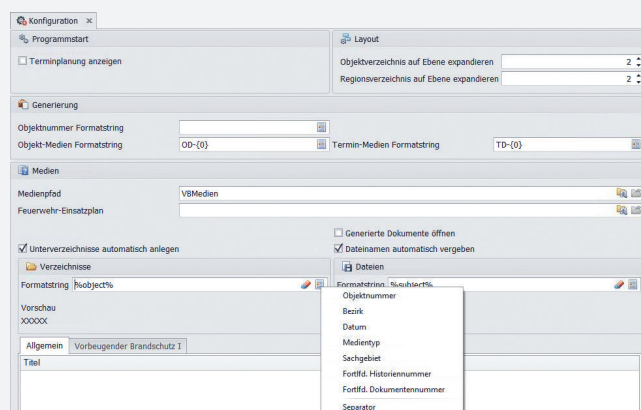 Konfiguration
Programmstart
Layout
Terminplanung anzeigen
Objektverzeichnis auf Ebene expandieren 2
Regionsverzeichnis auf Ebene expandieren 2
Generierung
Objektnummer Formatstring
Objekt-Medien Formatstring OD-{0} Termin-Medien Formatstring TD-{0}
Medien
Medienpfad VBMedien
Feuerwehr-Einsatzplan
Generierte Dokumente öffnen
Unterverzeichnisse automatisch anlegen
Dateinamen automatisch vergeben
Verzeichnisse
Dateien
Formatstring %object%
Formatstring %subject%
Vorschau
XXXXX
Objektnummer
Bezirk
Datum
Medientyp
Sachgebiet
Fortlfd. Historiennummer
Fortlfd. Dokumentennummer
Separator
Allgemein Vorbeugender Brandschutz I
Titel